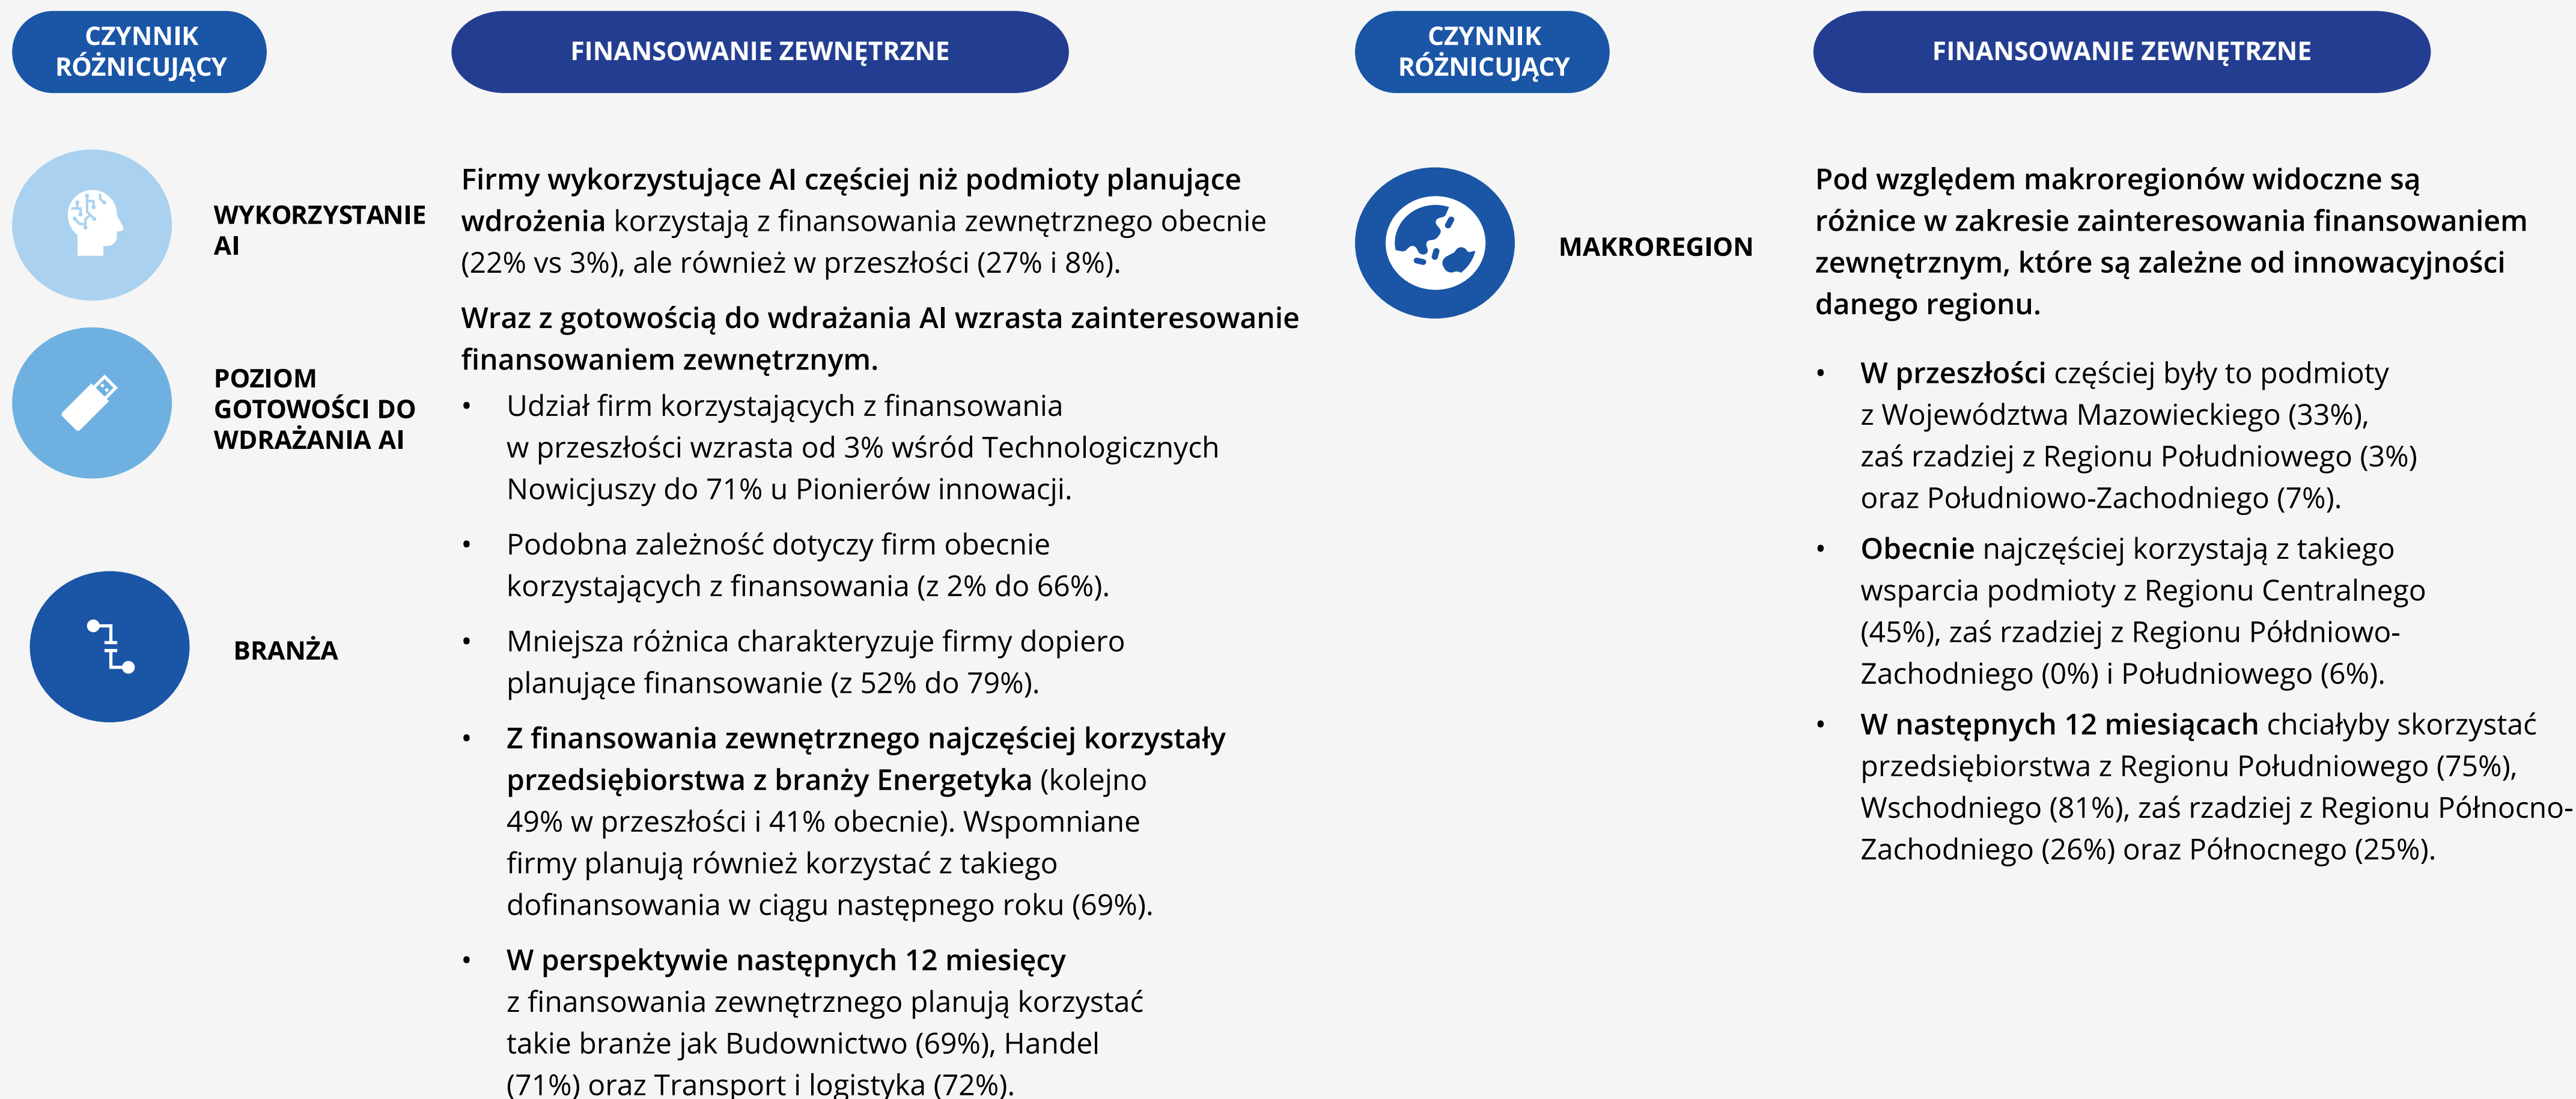 CZYNNIK
RÓŻNICUJĄCY
FINANSOWANIE ZEWNĘTRZNE
WYKORZYSTANIE
AI
Firmy wykorzystujące AI częściej niż podmioty planujące
wdrożenia korzystają z finansowania zewnętrznego obecnie
(22% vs 3%), ale również w przeszłości (27% i 8%).
POZIOM
GOTOWOŚCI DO
WDRAŻANIA AI
Wraz z gotowością do wdrażania AI wzrasta zainteresowanie
finansowaniem zewnętrznym.
• Udział firm korzystających z finansowania
w przeszłości wzrasta od 3% wśród Technologicznych
Nowicjuszy do 71% u Pionierów innowacji.
• Podobna zależność dotyczy firm obecnie
korzystających z finansowania (z 2% do 66%).
• Mniejsza różnica charakteryzuje firmy dopiero
planujące finansowanie (z 52% do 79%).
BRANŻA
• Z finansowania zewnętrznego najczęściej korzystały
przedsiębiorstwa z branży Energetyka (kolejno
49% w przeszłości i 41% obecnie). Wspomniane
firmy planują również korzystać z takiego
dofinansowania w ciągu następnego roku (69%).
• W perspektywie następnych 12 miesięcy
z finansowania zewnętrznego planują korzystać
takie branże jak Budownictwo (69%), Handel
(71%) oraz Transport i logistyka (72%).
CZYNNIK
RÓŻNICUJĄCY
FINANSOWANIE ZEWNĘTRZNE
MAKROREGION
Pod względem makroregionów widoczne są
różnice w zakresie zainteresowania finansowaniem
zewnętrznym, które są zależne od innowacyjności
danego regionu.
• W przeszłości częściej były to podmioty
z Województwa Mazowieckiego (33%),
zaś rzadziej z Regionu Południowego (3%)
oraz Południowo-Zachodniego (7%).
• Obecnie najczęściej korzystają z takiego
wsparcia podmioty z Regionu Centralnego
(45%), zaś rzadziej z Regionu Półdniowo-
Zachodniego (0%) i Południowego (6%).
• W następnych 12 miesiącach chciałyby skorzystać
przedsiębiorstwa z Regionu Południowego (75%),
Wschodniego (81%), zaś rzadziej z Regionu Północno-
Zachodniego (26%) oraz Północnego (25%).